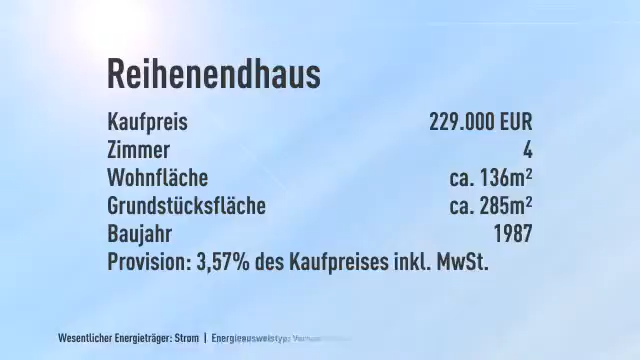 Reihenendhaus
Kaufpreis 229.000 EUR
Zimmer 4
Wohnfläche ca. 136m²
Grundstücksfläche ca. 285m²
Baujahr 1987
Provision: 3,57% des Kaufpreises inkl. MwSt.
Wesentlicher Energieträger: Strom | Energieausweistyp: